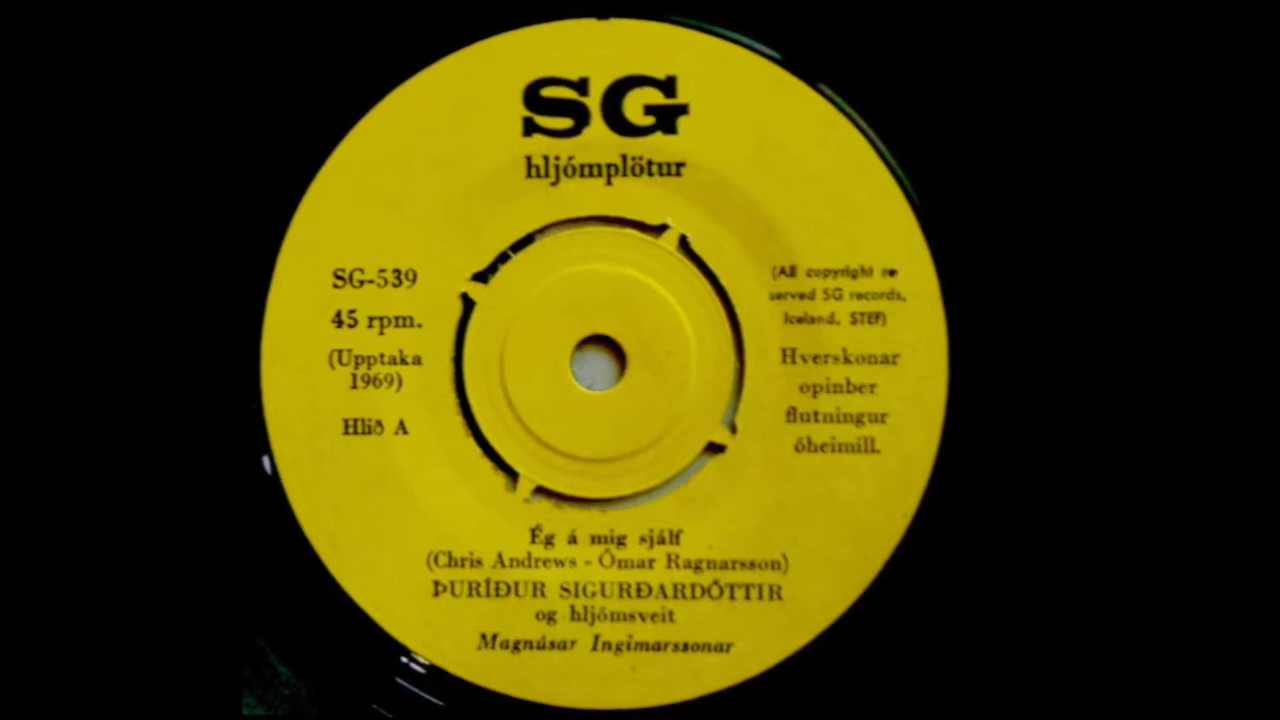 SG
hljómplötur
SG-539
45 rpm.
(Upptaka
1969)
Hlið A
(All copyright re
served SG records,
Iceland, STEF)
Hverskonar
opinber
flutningur
óheimill.
Ég á mig sjálf
(Chris Andrews - Ómar Ragnarsson)
ÞURÍÐUR SIGURÐARDÓTTIR
og hljómsveit
Magnúsar Ingimarssonar